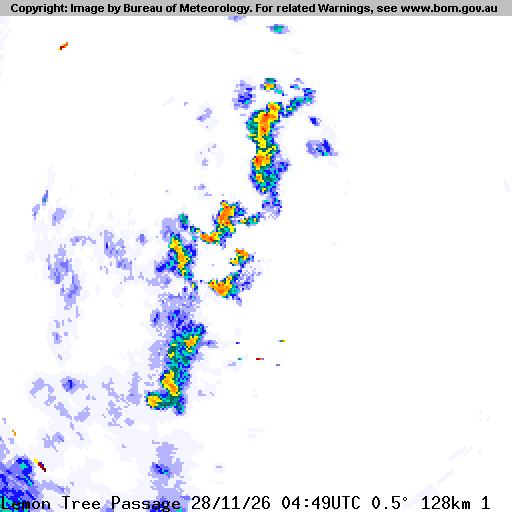 Copyright: Image by Bureau of Meteorology. For related Warnings, see www.bom.gov.au
Lemon Tree Passage 28/11/26 04:49UTC 0.5° 128km 1